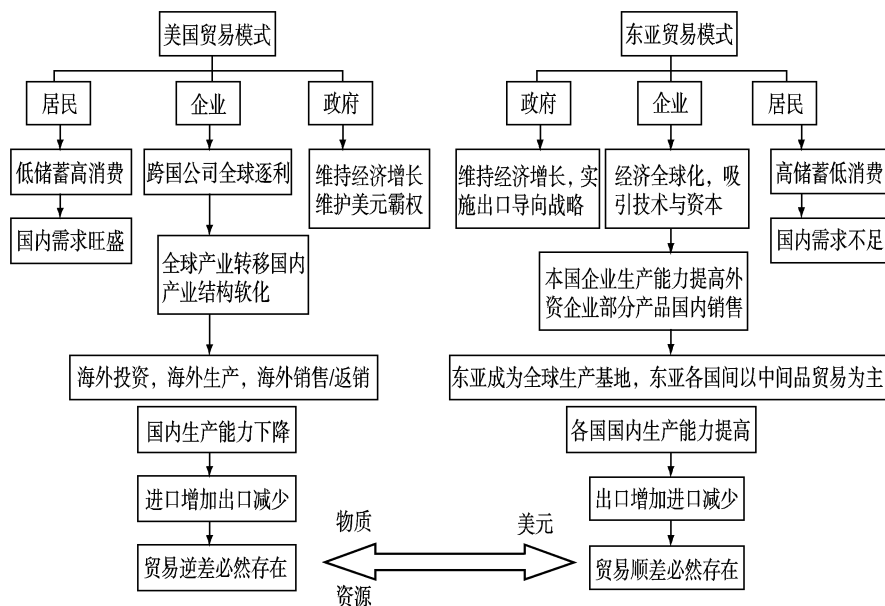 美国贸易模式
居民
企业
政府
低储蓄高消费
跨国公司全球逐利
维持经济增长
维护美元霸权
国内需求旺盛
全球产业转移国内
产业结构软化
海外投资，海外生产，海外销售/返销
国内生产能力下降
进口增加出口减少
贸易逆差必然存在
东亚贸易模式
政府
企业
居民
维持经济增长，实
施出口导向战略
经济全球化，吸
引技术与资本
高储蓄低消费
国内需求不足
本国企业生产能力提高外
资企业部分产品国内销售
东亚成为全球生产基地，东亚各国间以中间品贸易为主
各国国内生产能力提高
出口增加进口减少
贸易顺差必然存在
物质
美元
资源